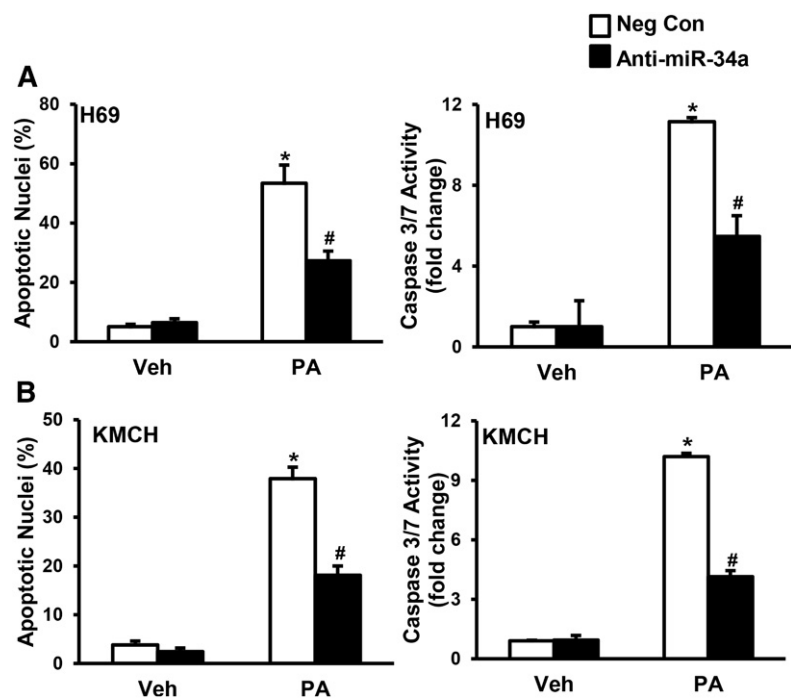 Neg Con
Anti-miR-34a
A
H69
Apoptotic Nuclei (%)
80
60
40
20
0
*
#
Veh
PA
H69
Caspase 3/7 Activity
(fold change)
12
8
4
0
*
#
Veh
PA
B
KMCH
Apoptotic Nuclei (%)
50
40
30
20
10
0
*
#
Veh
PA
KMCH
Caspase 3/7 Activity
(fold change)
12
9
6
3
0
*
#
Veh
PA